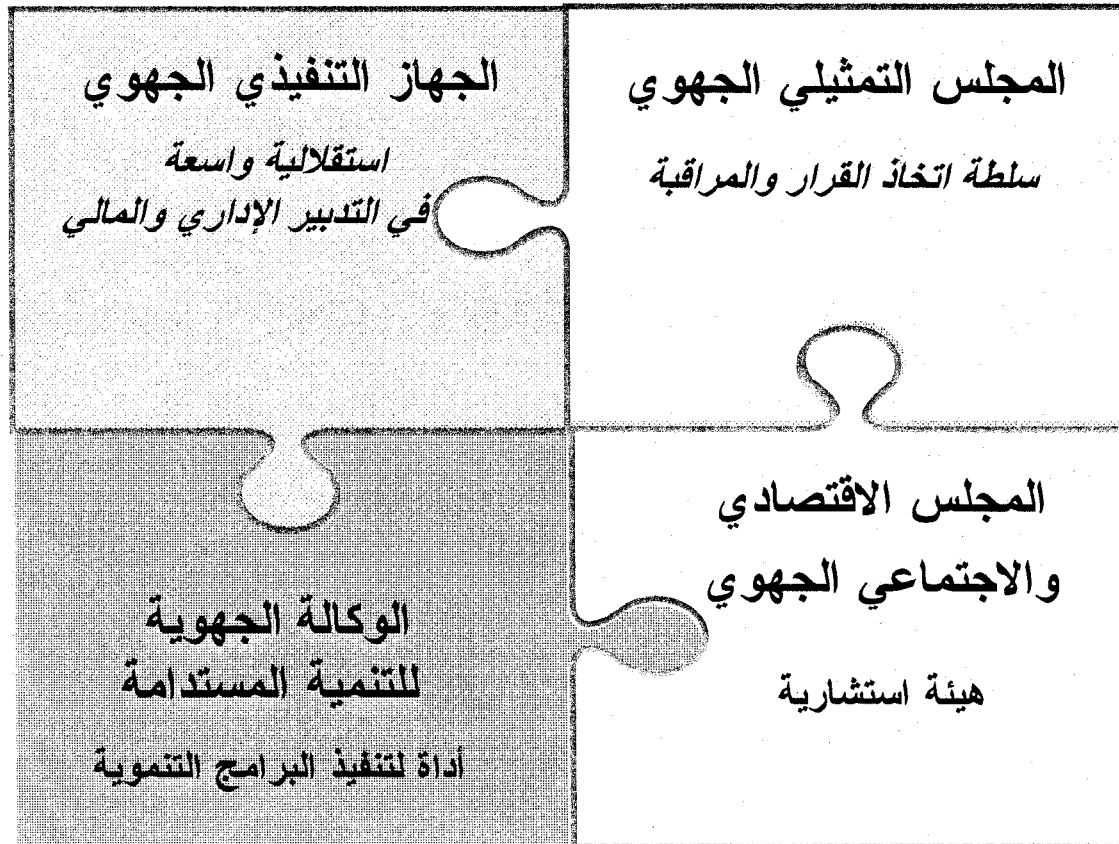 المجلس التمثيلي الجهوي
سلطة اتخاذ القرار والمراقبة
الجهاز التنفيذي الجهوي
استقلالية واسعة
في التدبير الإداري والمالي
المجلس الاقتصادي
والاجتماعي الجهوي
هيئة استشارية
الوكالة الجهوية
للتنمية المستدامة
أداة لتنفيذ البرامج التنموية